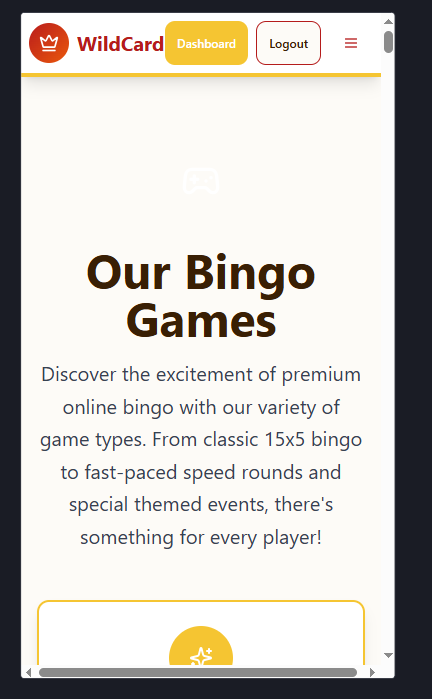 WildCard
Dashboard
Logout
Our Bingo
Games
Discover the excitement of premium
online bingo with our variety of
game types. From classic 15x5 bingo
to fast-paced speed rounds and
special themed events, there's
something for every player!